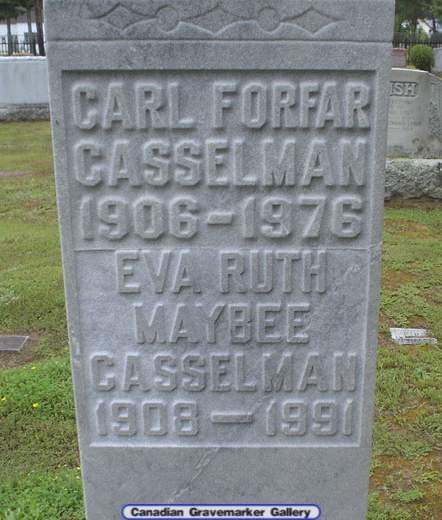 CARL FORFAR
CASSELMAN
1906-1976
EVA RUTH
MAYBEE
CASSELMAN
1908-1991
Canadian Gravemarker Gallery